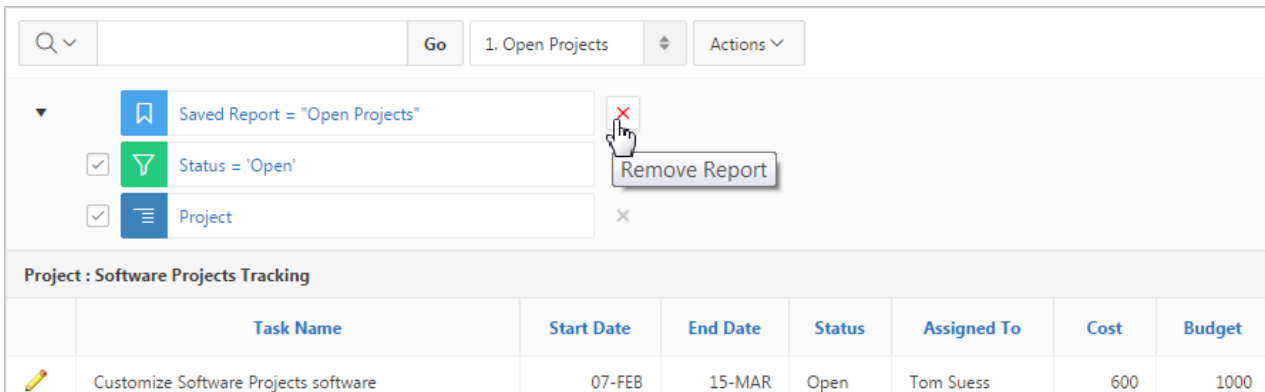 Go 1. Open Projects Actions
Saved Report = "Open Projects"
Status = 'Open'
Remove Report
Project
Project : Software Projects Tracking
Task Name Start Date End Date Status Assigned To Cost Budget
Customize Software Projects software 07-FEB 15-MAR Open Tom Suess 600 1000